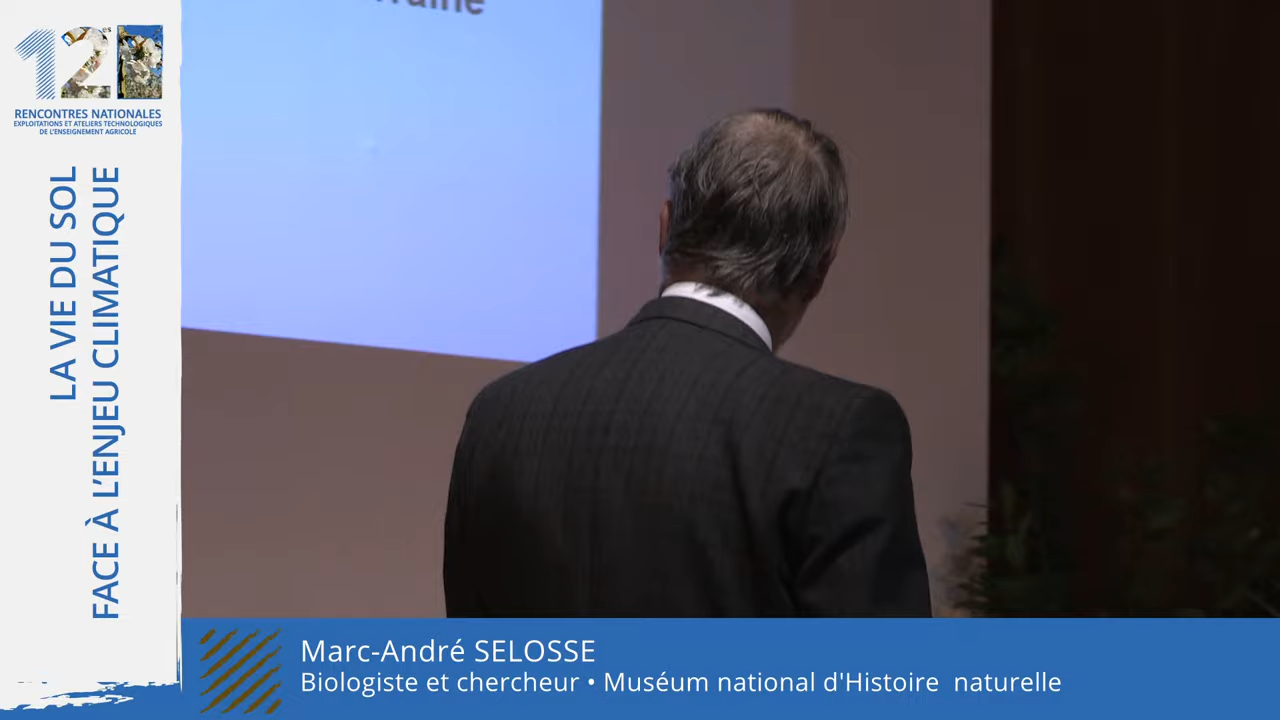 12es
RENCONTRES NATIONALES
EXPLOITATIONS ET ATELIERS TECHNOLOGIQUES
DE L'ENSEIGNEMENT AGRICOLE
LA VIE DU SOL
FACE À L'ENJEU CLIMATIQUE
Marc-André SELOSSE
Biologiste et chercheur • Muséum national d'Histoire naturelle